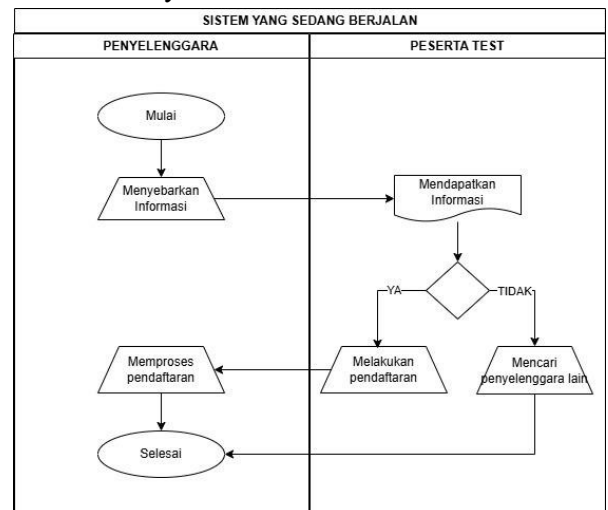 SISTEM YANG SEDANG BERJALAN
PENYELENGGARA
PESERTA TEST
Mulai
Menyebarkan
Informasi
Mendapatkan
Informasi
YA
TIDAK
Memproses
pendaftaran
Melakukan
pendaftaran
Mencari
penyelenggara lain
Selesai